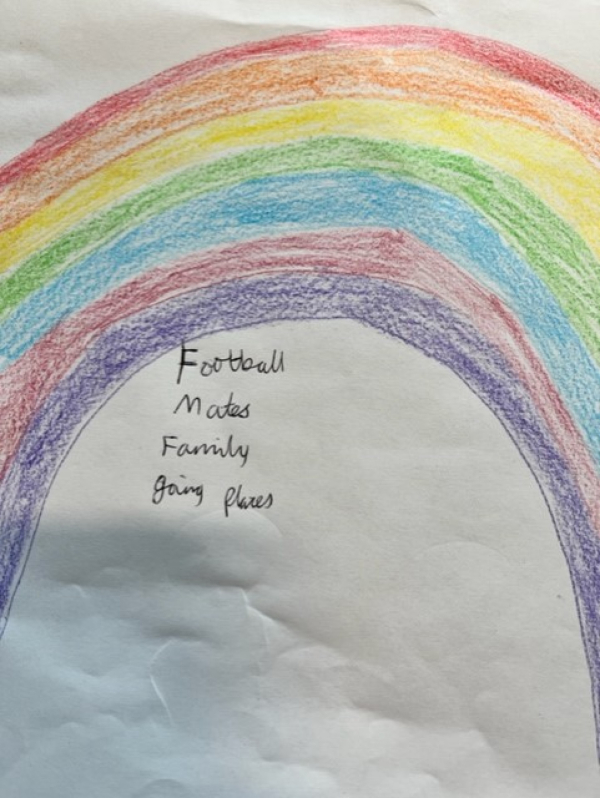 Football
Mates
Family
going places